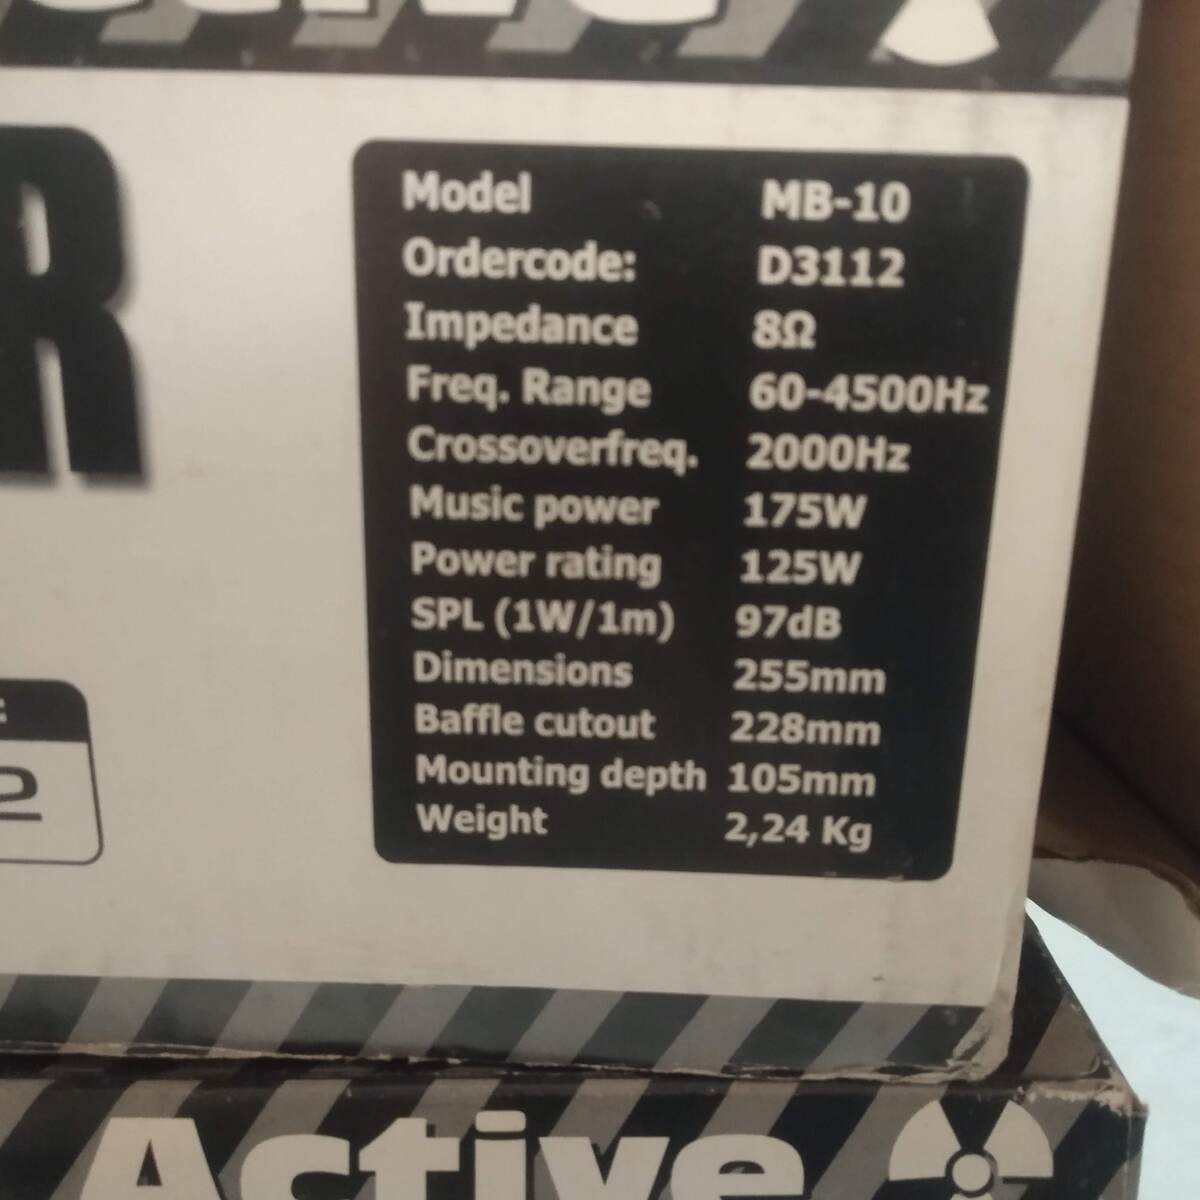 R
Model MB-10
Ordercode: D3112
Impedance 8Ω
Freq. Range 60-4500Hz
Crossoverfreq. 2000Hz
Music power 175W
Power rating 125W
SPL (1W/1m) 97dB
Dimensions 255mm
Baffle cutout 228mm
Mounting depth 105mm
Weight 2,24 Kg
2
Active